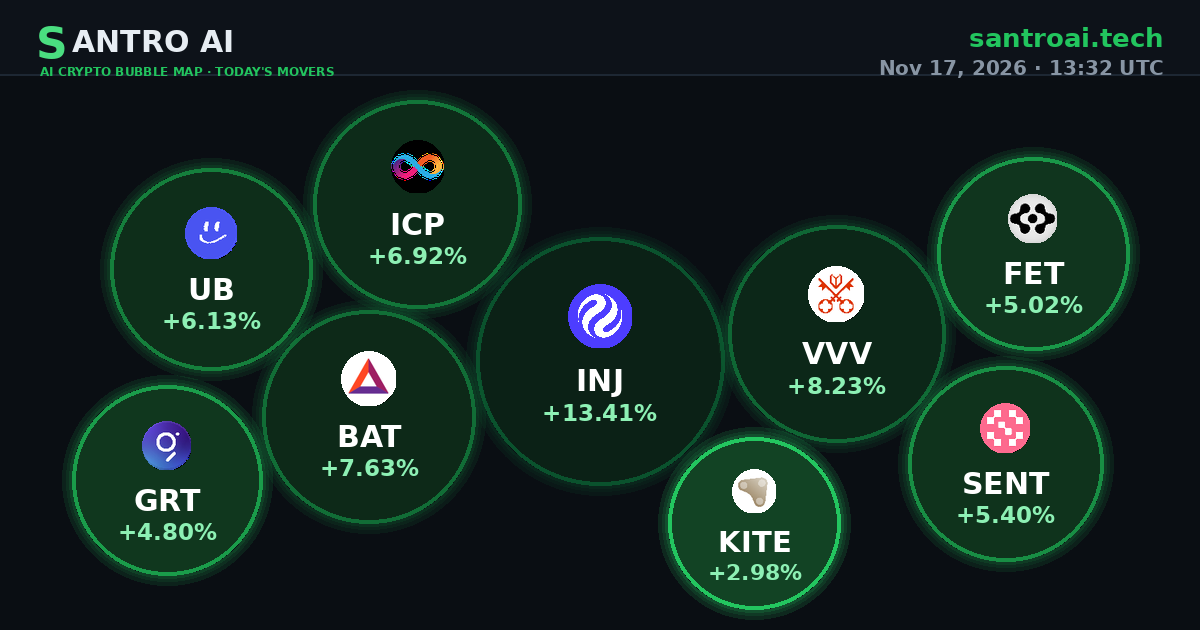 SANTRO AI
AI CRYPTO BUBBLE MAP · TODAY'S MOVERS
santroai.tech
Nov 17, 2026 · 13:32 UTC
ICP
+6.92%
UB
+6.13%
FET
+5.02%
INJ
+13.41%
VVV
+8.23%
BAT
+7.63%
GRT
+4.80%
SENT
+5.40%
KITE
+2.98%